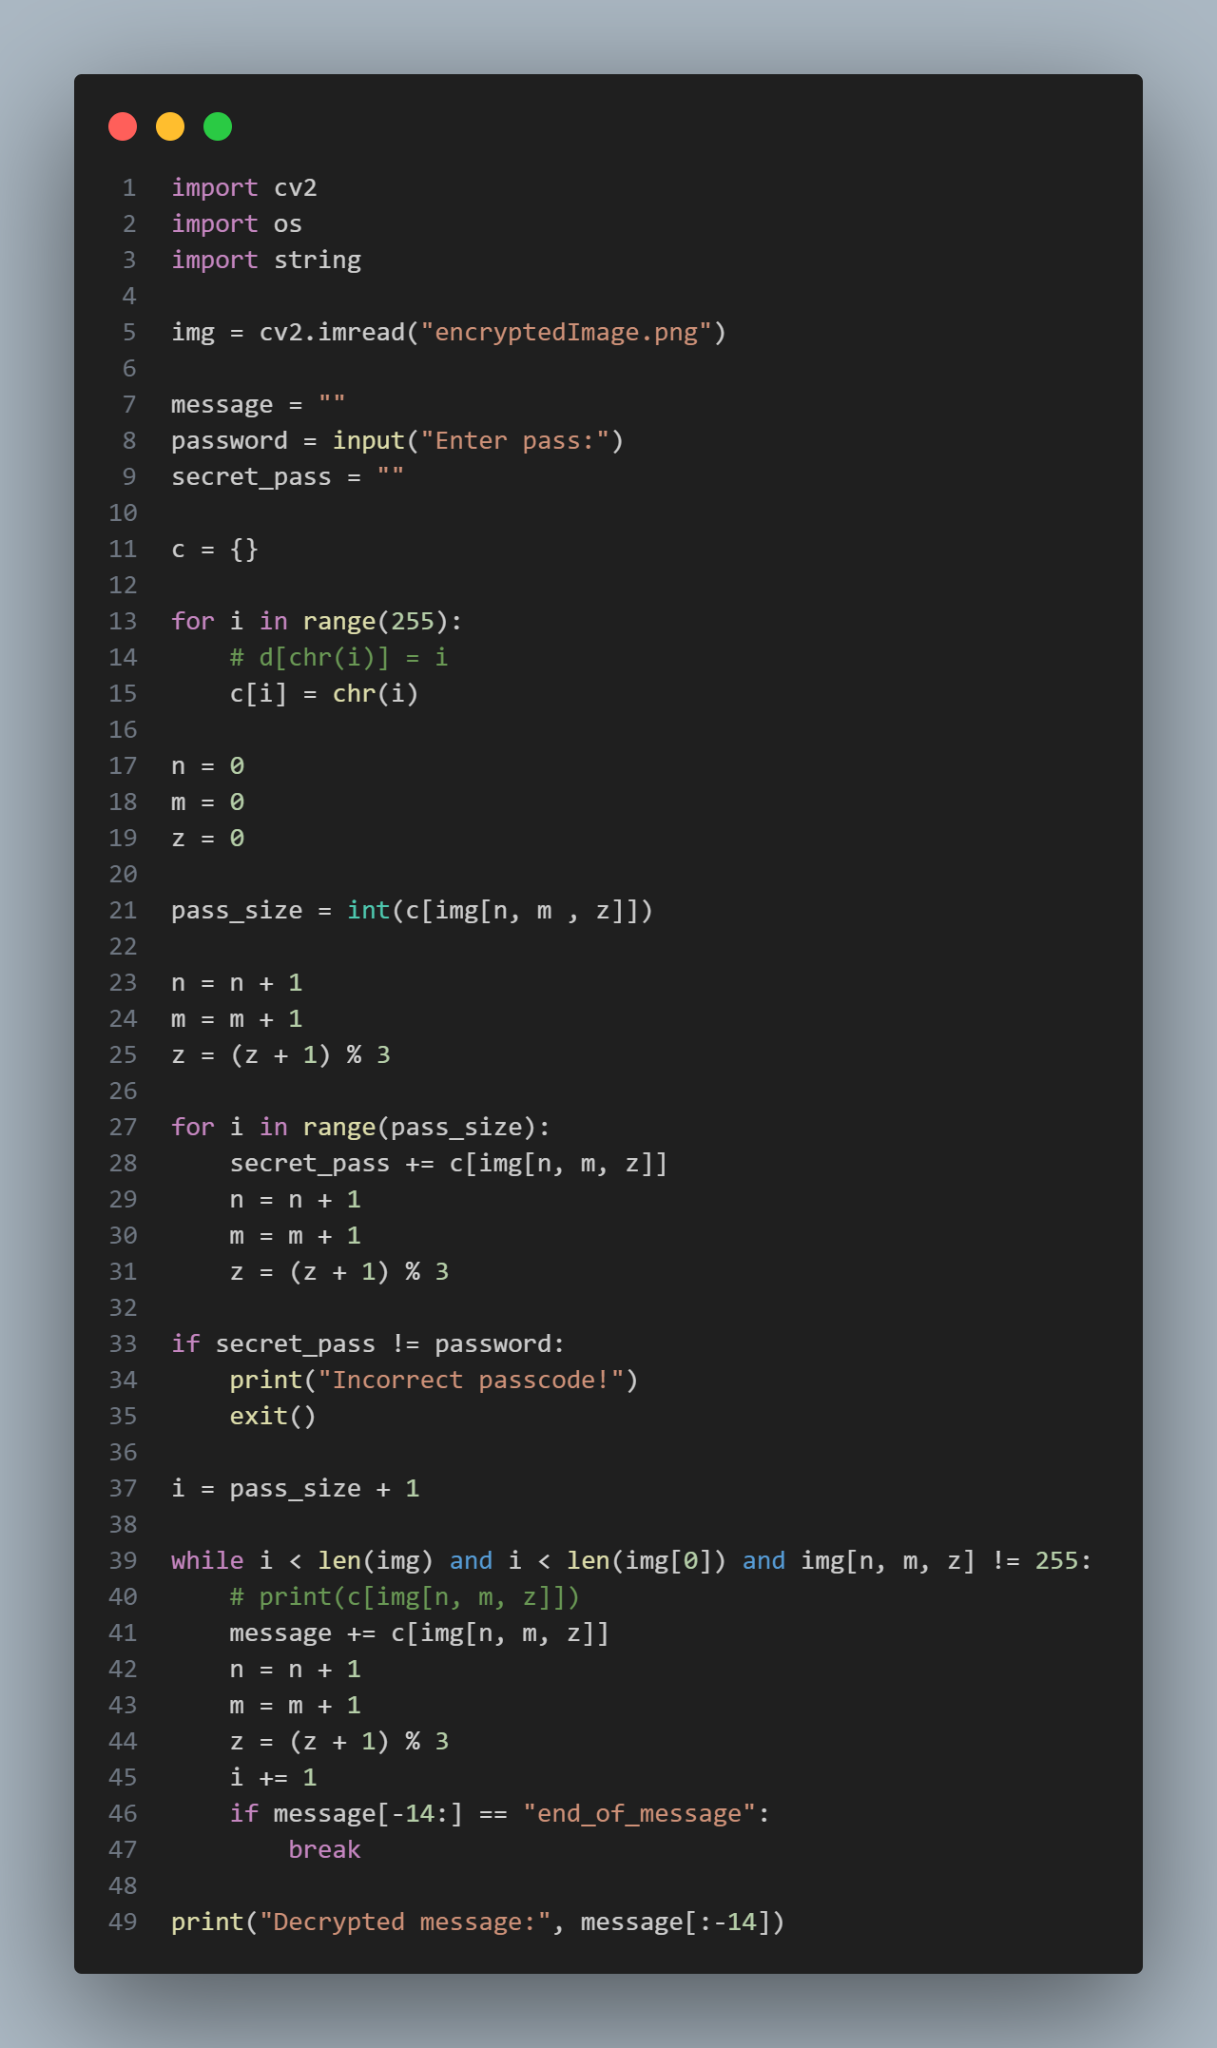 1 import cv2
2 import os
3 import string
4
5 img = cv2.imread("encryptedImage.png")
6
7 message = ""
8 password = input("Enter pass:")
9 secret_pass = ""
10
11 c = {}
12
13 for i in range(255):
14     # d[chr(i)] = i
15     c[i] = chr(i)
16
17 n = 0
18 m = 0
19 z = 0
20
21 pass_size = int(c[img[n, m , z]])
22
23 n = n + 1
24 m = m + 1
25 z = (z + 1) % 3
26
27 for i in range(pass_size):
28     secret_pass += c[img[n, m, z]]
29     n = n + 1
30     m = m + 1
31     z = (z + 1) % 3
32
33 if secret_pass != password:
34     print("Incorrect passcode!")
35     exit()
36
37 i = pass_size + 1
38
39 while i < len(img) and i < len(img[0]) and img[n, m, z] != 255:
40     # print(c[img[n, m, z]])
41     message += c[img[n, m, z]]
42     n = n + 1
43     m = m + 1
44     z = (z + 1) % 3
45     i += 1
46     if message[-14:] == "end_of_message":
47         break
48
49 print("Decrypted message:", message[:-14])